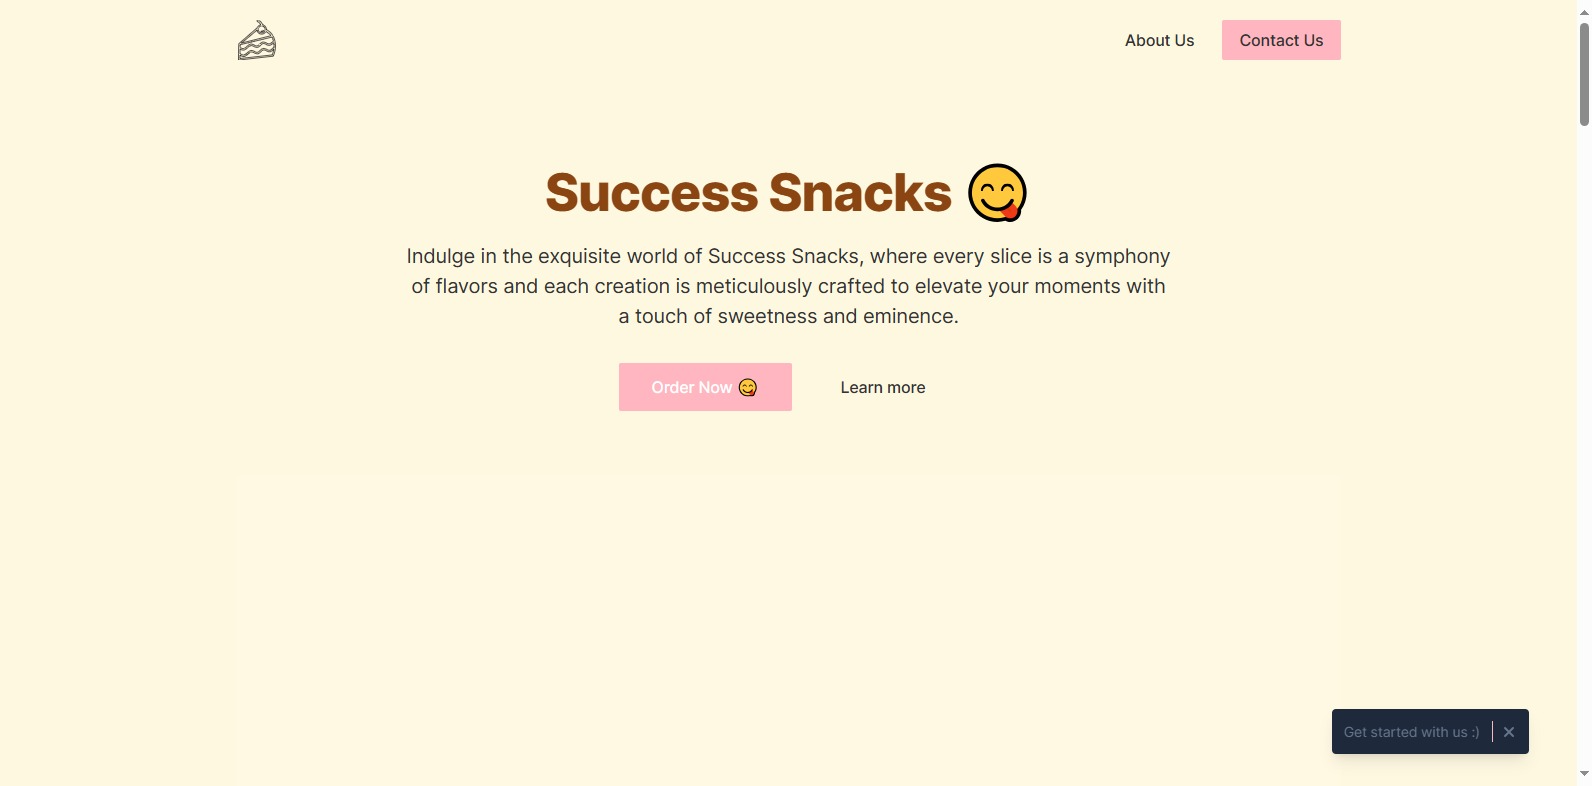 About Us
Contact Us
Success Snacks 😋
Indulge in the exquisite world of Success Snacks, where every slice is a symphony
of flavors and each creation is meticulously crafted to elevate your moments with
a touch of sweetness and eminence.
Order Now 😋
Learn more
Get started with us :)